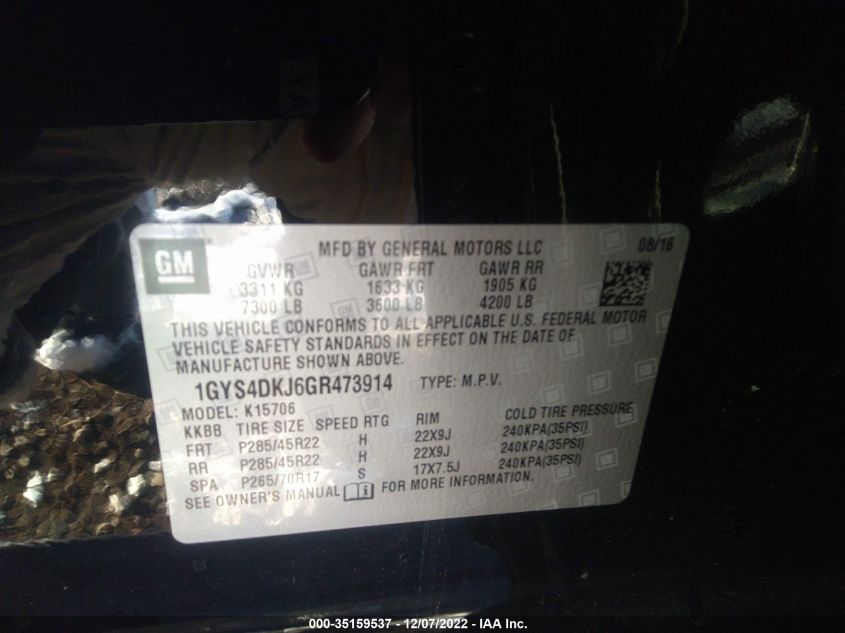 YA
GM
MFD BY GENERAL MOTORS LLC 08/16
GVWR GAWR FRT GAWR RR
3311 KG 1633 KG 1905 KG
7300 LB 3600 LB 4200 LB
THIS VEHICLE CONFORMS TO ALL APPLICABLE U.S. FEDERAL MOTOR
VEHICLE SAFETY STANDARDS IN EFFECT ON THE DATE OF
MANUFACTURE SHOWN ABOVE.
1GYS4DKJ6GR473914 TYPE: M.P.V.
MODEL: K15706
KKBB TIRE SIZE SPEED RTG RIM COLD TIRE PRESSURE
FRT P285/45R22 H 22X9J 240KPA(35PSI)
RR P285/45R22 H 22X9J 240KPA(35PSI)
SPA P265/70R17 S 17X7.5J 240KPA(35PSI)
SEE OWNER'S MANUAL FOR MORE INFORMATION.
000-35159537 - 12/07/2022 - IAA Inc.